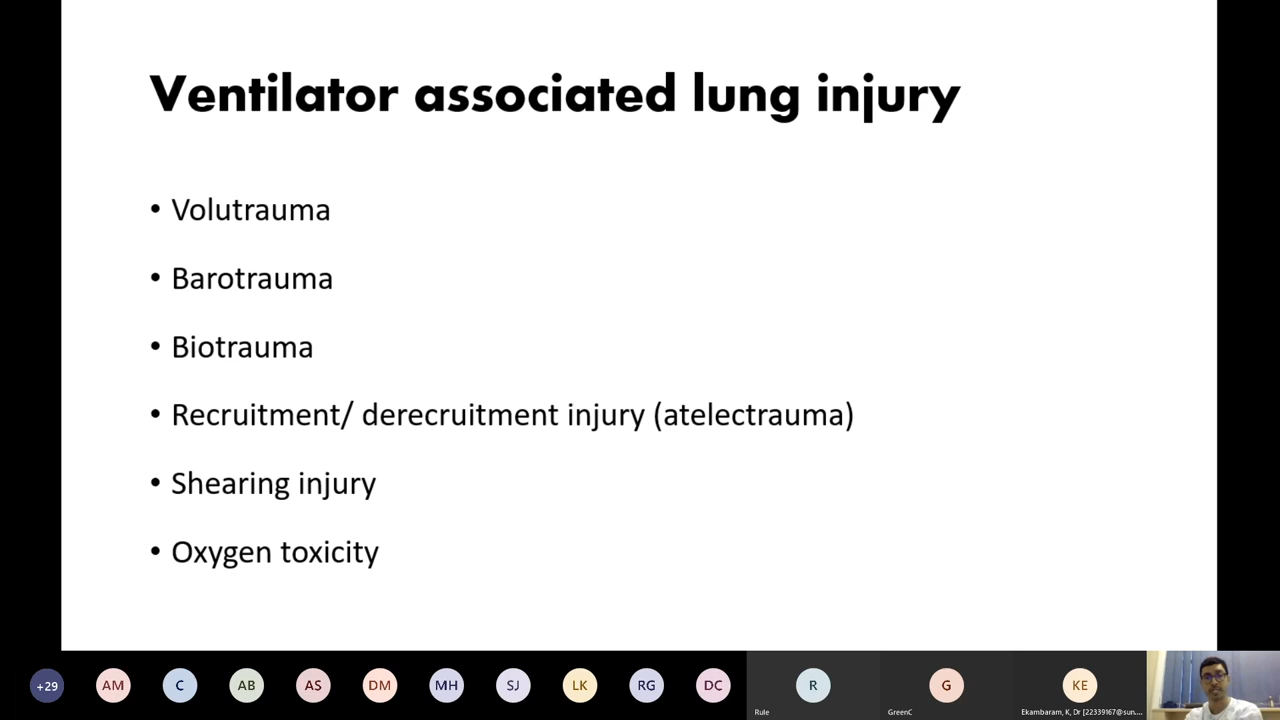 Ventilator associated lung injury
• Volutrauma
• Barotrauma
• Biotrauma
• Recruitment/ derecruitment injury (atelectrauma)
• Shearing injury
• Oxygen toxicity
+29
AM
C
AB
AS
DM
MH
SJ
LK
RG
DC
R
Rule
G
GreenC
KE
Ekambaram, K, Dr [22339167@sun....